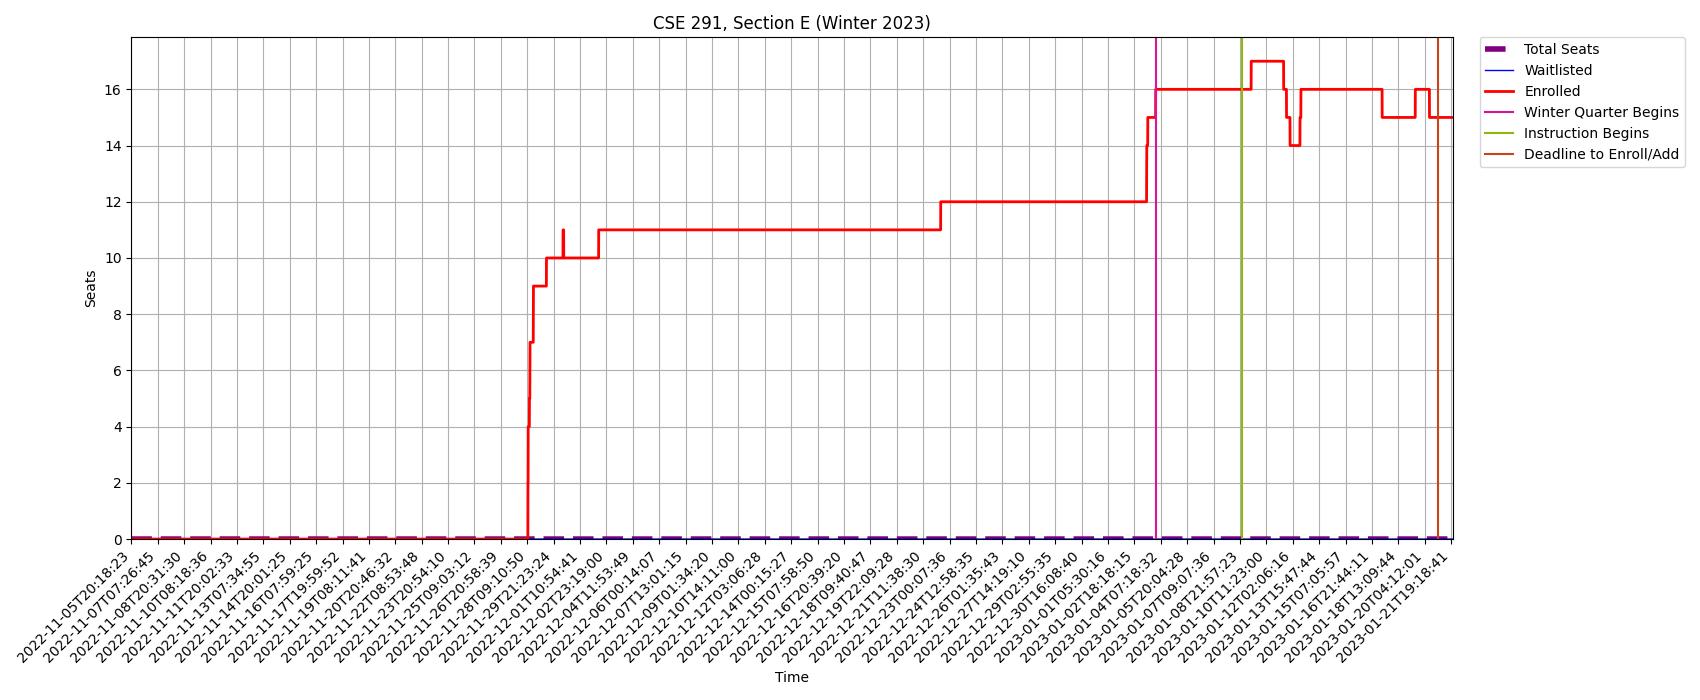 CSE 291, Section E (Winter 2023)
Total Seats
Waitlisted
Enrolled
Winter Quarter Begins
Instruction Begins
Deadline to Enroll/Add
Seats
16
14
12
10
8
6
4
2
0
2022-11-05T20:18:23
2022-11-07T07:26:45
2022-11-08T20:31:30
2022-11-10T08:18:36
2022-11-11T20:02:33
2022-11-13T07:34:55
2022-11-14T20:01:25
2022-11-16T07:59:25
2022-11-17T19:59:52
2022-11-19T08:11:41
2022-11-20T20:46:32
2022-11-22T08:53:48
2022-11-23T20:54:10
2022-11-25T09:03:12
2022-11-26T20:58:39
2022-11-28T09:10:50
2022-11-29T21:23:24
2022-12-01T10:54:41
2022-12-02T23:19:00
2022-12-04T11:53:49
2022-12-06T00:14:07
2022-12-07T13:01:15
2022-12-09T01:34:20
2022-12-10T14:11:00
2022-12-12T03:06:28
2022-12-14T00:15:27
2022-12-15T07:58:50
2022-12-16T20:39:20
2022-12-18T09:40:47
2022-12-19T22:09:28
2022-12-21T11:38:30
2022-12-23T00:07:36
2022-12-24T12:58:35
2022-12-26T01:35:43
2022-12-27T14:19:10
2022-12-29T02:55:35
2022-12-30T16:08:40
2023-01-01T05:30:16
2023-01-02T18:18:15
2023-01-04T07:18:32
2023-01-05T20:04:28
2023-01-07T09:07:36
2023-01-08T21:57:23
2023-01-10T11:23:00
2023-01-12T02:06:16
2023-01-13T15:47:44
2023-01-15T07:05:57
2023-01-16T21:44:11
2023-01-18T13:09:44
2023-01-20T04:12:01
2023-01-21T19:18:41
Time